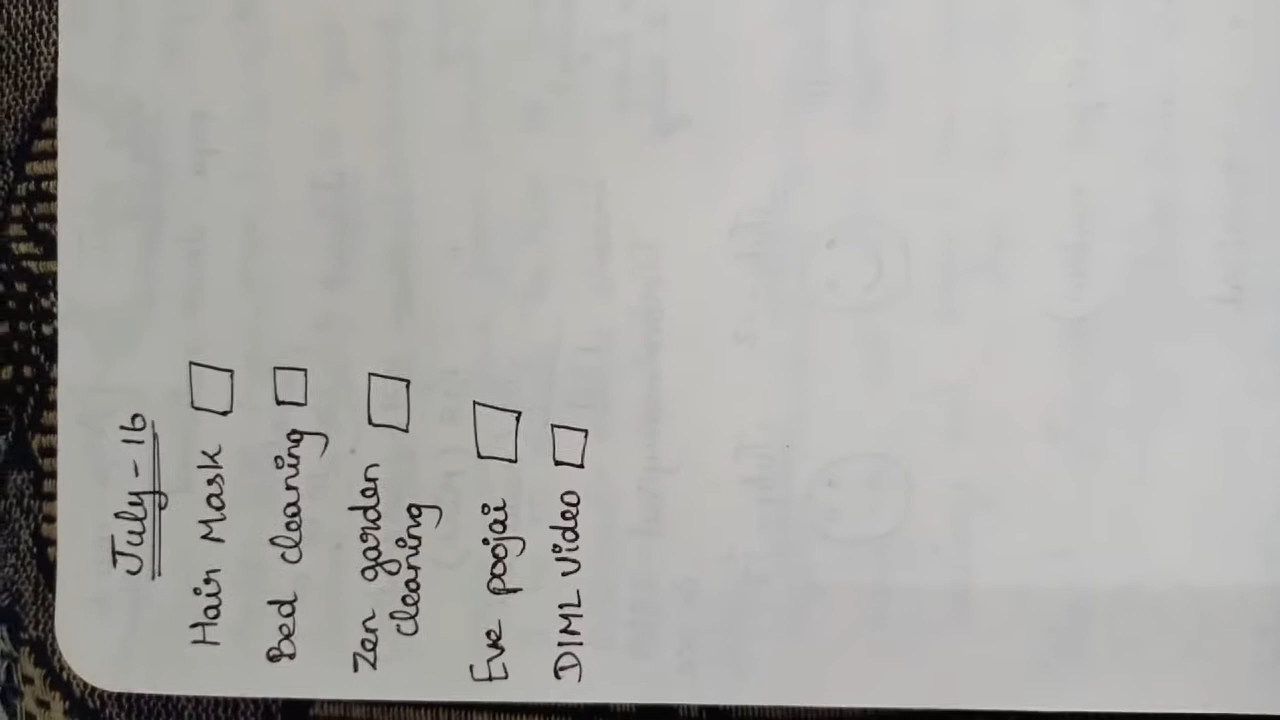 July-16
Hair Mask
Bed cleaning
Zen garden
cleaning
Eve poojai
DIML video